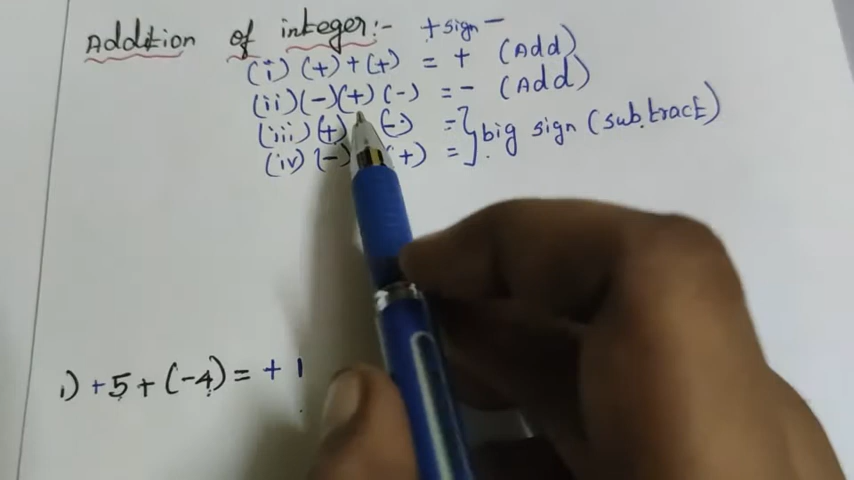 Addition of integer:- +sign -
(i) (+) + (+) = + (Add)
(ii) (-) (+) (-) = - (Add)
(iii) (+) (-) = big sign (subtract)
(iv) (-) (+) =
i) +5 + (-4) = + 1